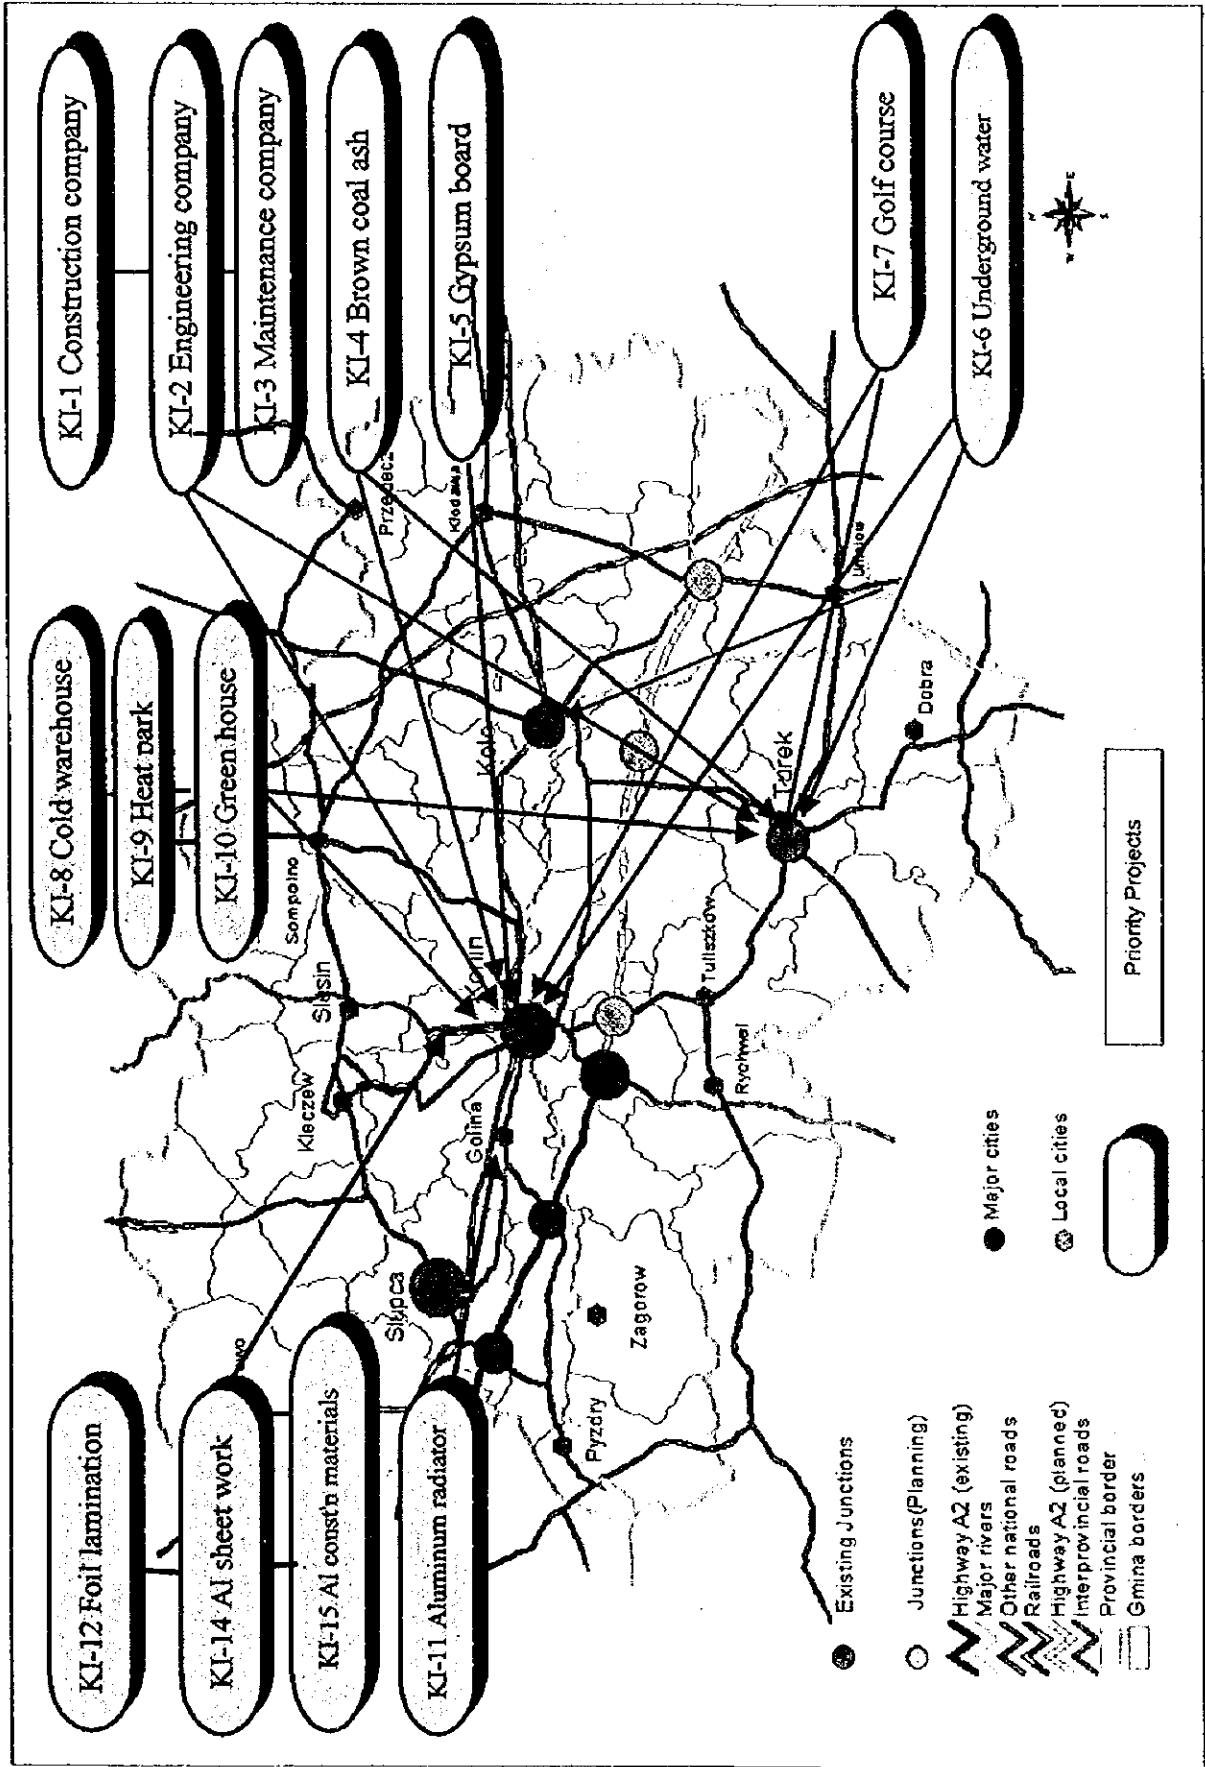 KI-12 Foil lamination
KI-14 Al sheet work
KI-15 Al const'n materials
KI-11 Aluminum radiator
KI-8 Cold warehouse
KI-9 Heat park
KI-10 Green house
KI-1 Construction company
KI-2 Engineering company
KI-3 Maintenance company
KI-4 Brown coal ash
KI-5 Gypsum board
KI-7 Golf course
KI-6 Underground water
Kleczew
Slesin
Sompolno
Przedecz
Kłodawa
Słupca
Golina
Konin
Koło
Pyzdry
Zagorow
Rychwal
Tuliszków
Turek
Dobra
Uniejow
N
W
E
S
Existing Junctions
Junctions(Planning)
Highway A2 (existing)
Major rivers
Other national roads
Railroads
Highway A2 (planned)
Interprovincial roads
Provincial border
Gmina borders
Major cities
Local cities
Priority Projects